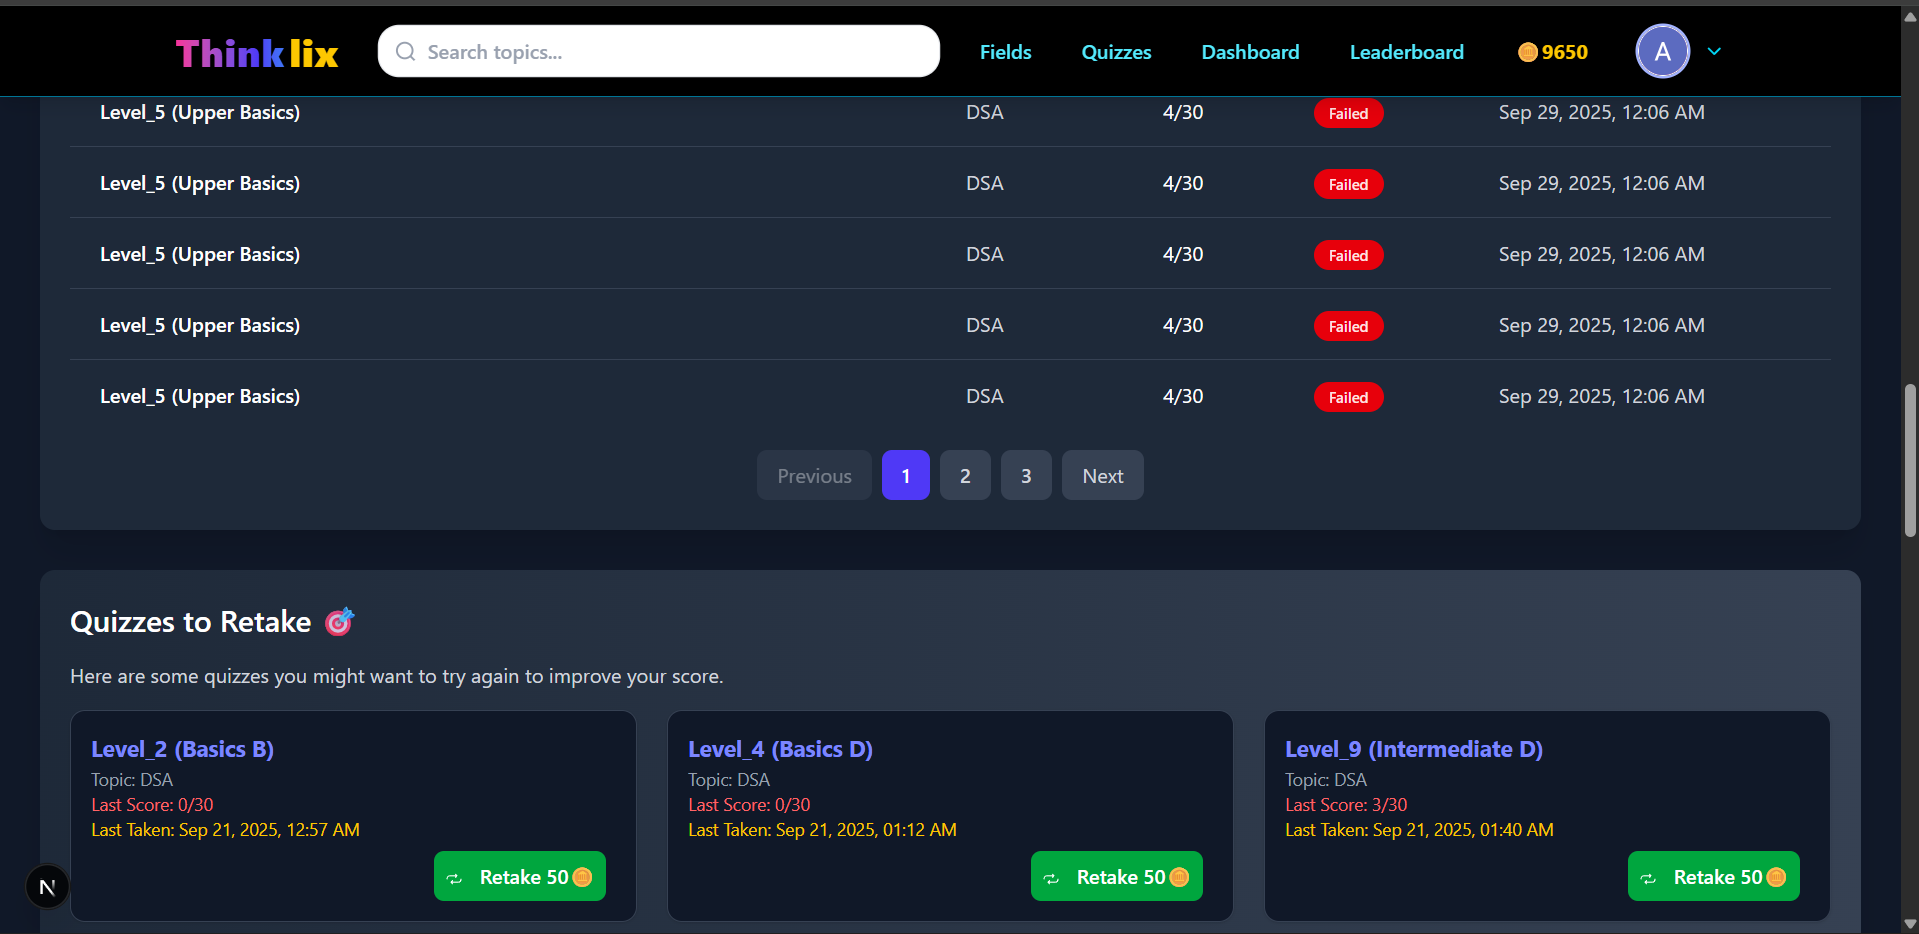 Thinklix
Search topics...
Fields
Quizzes
Dashboard
Leaderboard
9650
A
Level_5 (Upper Basics) DSA 4/30 Failed Sep 29, 2025, 12:06 AM
Level_5 (Upper Basics) DSA 4/30 Failed Sep 29, 2025, 12:06 AM
Level_5 (Upper Basics) DSA 4/30 Failed Sep 29, 2025, 12:06 AM
Level_5 (Upper Basics) DSA 4/30 Failed Sep 29, 2025, 12:06 AM
Level_5 (Upper Basics) DSA 4/30 Failed Sep 29, 2025, 12:06 AM
Previous 1 2 3 Next
Quizzes to Retake
Here are some quizzes you might want to try again to improve your score.
Level_2 (Basics B)
Topic: DSA
Last Score: 0/30
Last Taken: Sep 21, 2025, 12:57 AM
Retake 50
Level_4 (Basics D)
Topic: DSA
Last Score: 0/30
Last Taken: Sep 21, 2025, 01:12 AM
Retake 50
Level_9 (Intermediate D)
Topic: DSA
Last Score: 3/30
Last Taken: Sep 21, 2025, 01:40 AM
Retake 50
N